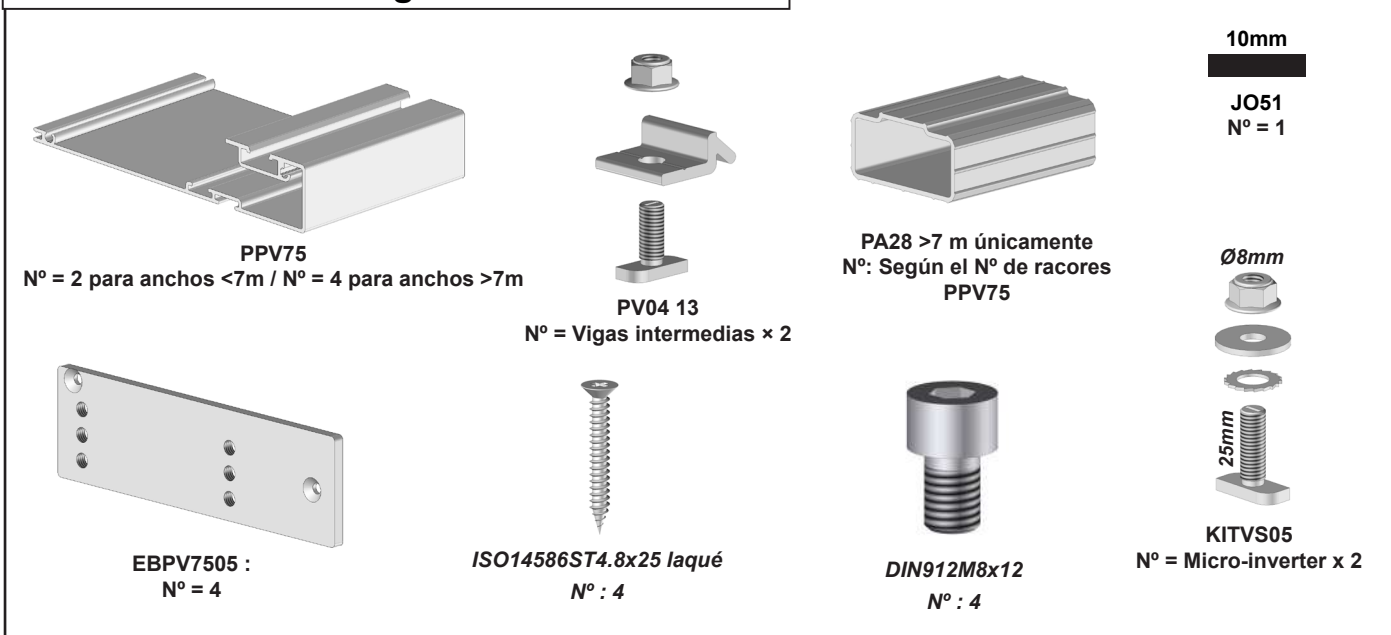 10mm
JO51
Nº = 1
PPV75
Nº = 2 para anchos <7m / Nº = 4 para anchos >7m
PV04 13
Nº = Vigas intermedias × 2
PA28 >7 m únicamente
Nº: Según el Nº de racores
PPV75
Ø8mm
25mm
KITVS05
Nº = Micro-inverter x 2
EBPV7505 :
Nº = 4
ISO14586ST4.8x25 laqué
Nº : 4
DIN912M8x12
Nº : 4